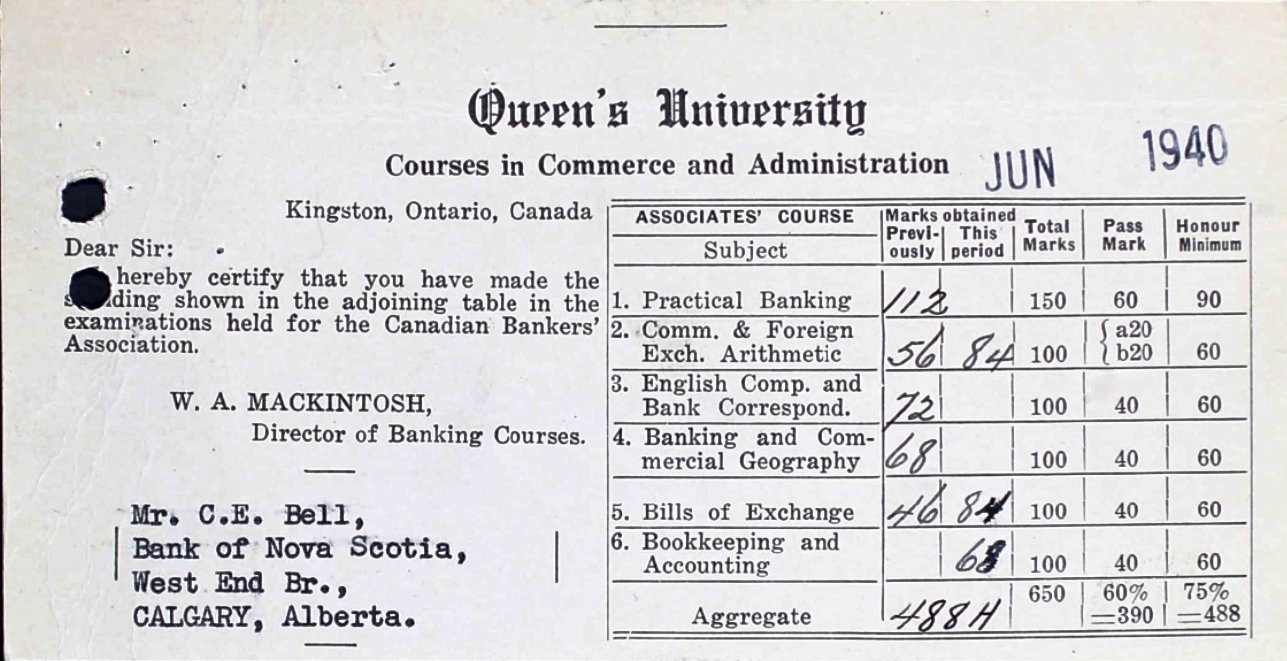 Queen's University
Courses in Commerce and Administration
JUN 1940
Kingston, Ontario, Canada
Dear Sir:
hereby certify that you have made the
standing shown in the adjoining table in the
examinations held for the Canadian Bankers'
Association.
W. A. MACKINTOSH,
Director of Banking Courses.
Mr. C.E. Bell,
Bank of Nova Scotia,
West End Br.,
CALGARY, Alberta.
ASSOCIATES' COURSE Marks obtained Total Pass Honour
Subject Previ- This Marks Mark Minimum
ously period
1. Practical Banking 112 150 60 90
2. Comm. & Foreign a20
Exch. Arithmetic 56 84 100 b20 60
3. English Comp. and
Bank Correspond. 72 100 40 60
4. Banking and Com-
mercial Geography 68 100 40 60
5. Bills of Exchange 46 84 100 40 60
6. Bookkeeping and
Accounting 68 100 40 60
650 60% 75%
Aggregate 488 H =390 =488